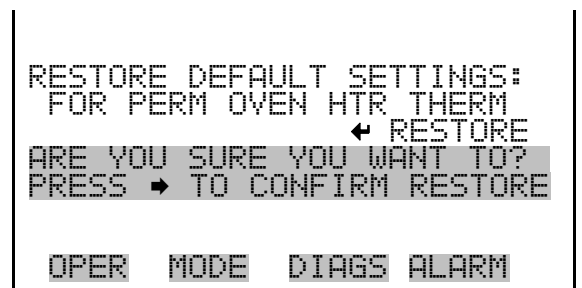 RESTORE DEFAULT SETTINGS:
FOR PERM OVEN HTR THERM
↵ RESTORE
ARE YOU SURE YOU WANT TO?
PRESS → TO CONFIRM RESTORE
OPER MODE DIAGS ALARM